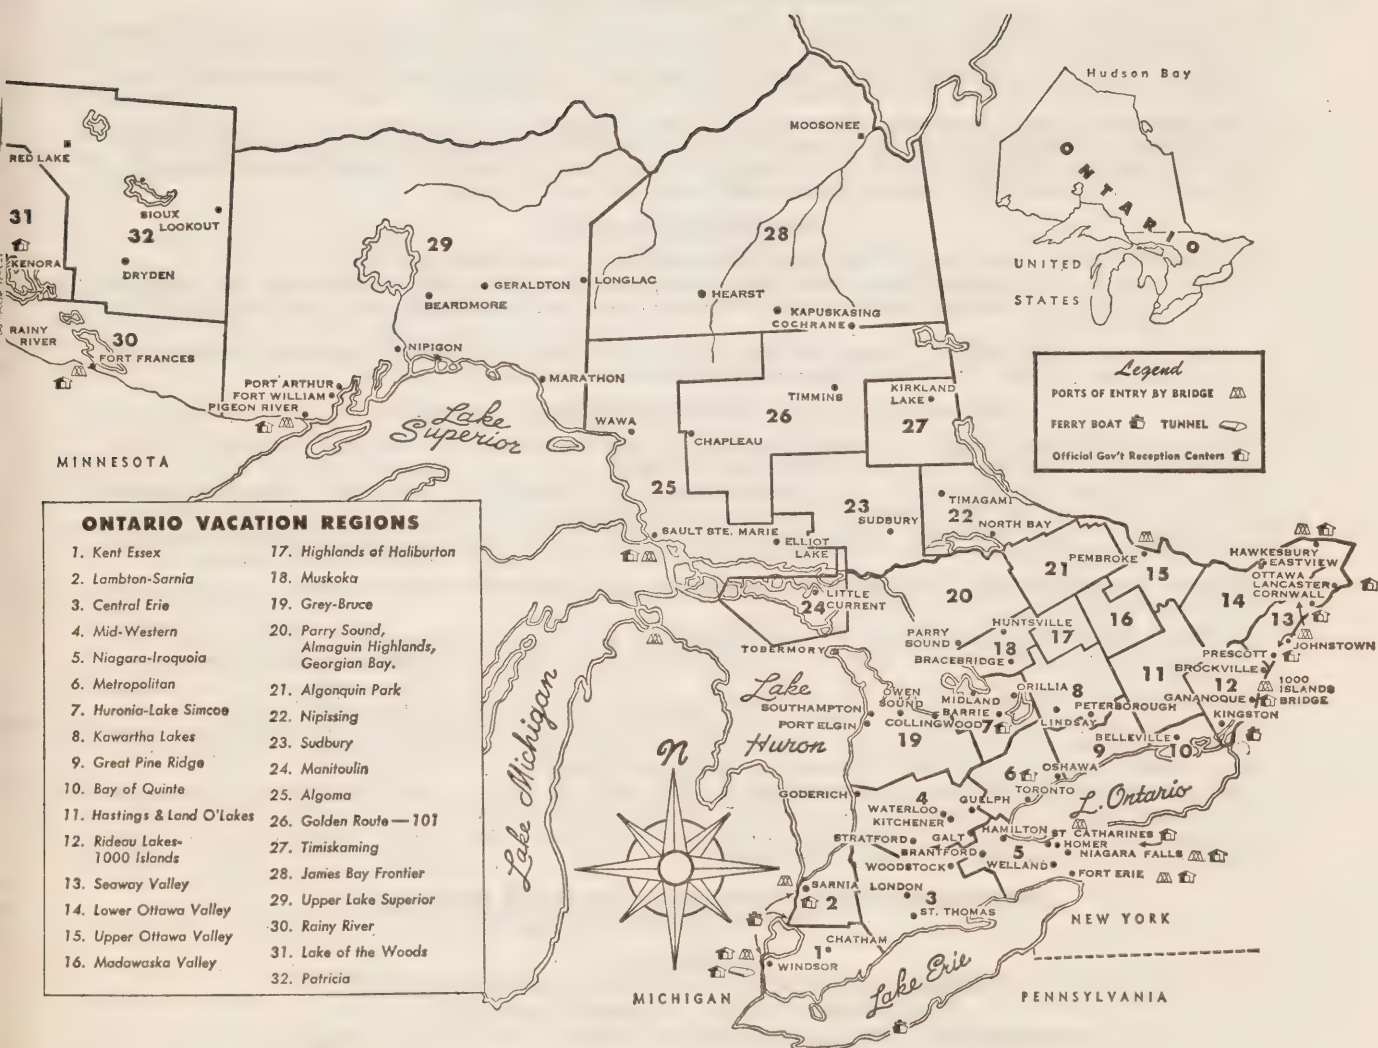 Hudson Bay
ONTARIO
UNITED
STATES
MOOSONEE
RED LAKE
31
KENORA
SIOUX
LOOKOUT
32
DRYDEN
29
28
GERALDTON
LONGLAC
BEARDMORE
HEARST
KAPUSKASING
COCHRANE
RAINY
RIVER
30
FORT FRANCES
NIPIGON
PORT ARTHUR
FORT WILLIAM
PIGEON RIVER
MARATHON
Lake
Superior
WAWA
TIMMINS
26
KIRKLAND
LAKE
27
CHAPLEAU
MINNESOTA
Legend
PORTS OF ENTRY BY BRIDGE
FERRY BOAT
TUNNEL
Official Gov't Reception Centers
25
23
SUDBURY
TIMAGAMI
22
NORTH BAY
SAULT STE. MARIE
ELLIOT
LAKE
24
LITTLE
CURRENT
PEMBROKE
21
15
20
16
14
13
HAWKESBURY
EASTVIEW
OTTAWA
LANCASTER
CORNWALL
JOHNSTOWN
PRESCOTT
BROCKVILLE
12
1000
ISLANDS
BRIDGE
GANANOQUE
KINGSTON
HUNTSVILLE
17
PARRY
SOUND
18
BRACEBRIDGE
11
TOBERMORY
OWEN
SOUND
MIDLAND
ORILLIA
8
BARRIE
PETERBOROUGH
LINDSAY
COLLINGWOOD
7
SOUTHAMPTON
PORT ELGIN
19
BELLEVILLE
9
10
Lake
Huron
OSHAWA
6
TORONTO
L. Ontario
GODERICH
4
GUELPH
WATERLOO
KITCHENER
STRATFORD
GALT
HAMILTON
ST CATHARINES
HOMER
BRANTFORD
5
NIAGARA FALLS
WOODSTOCK
WELLAND
FORT ERIE
SARNIA
2
LONDON
3
ST. THOMAS
NEW YORK
1
CHATHAM
WINDSOR
Lake Erie
MICHIGAN
PENNSYLVANIA
Lake Michigan
N
ONTARIO VACATION REGIONS
1. Kent Essex
2. Lambton-Sarnia
3. Central Erie
4. Mid-Western
5. Niagara-Iroquoia
6. Metropolitan
7. Huronia-Lake Simcoe
8. Kawartha Lakes
9. Great Pine Ridge
10. Bay of Quinte
11. Hastings & Land O'Lakes
12. Rideau Lakes-
1000 Islands
13. Seaway Valley
14. Lower Ottawa Valley
15. Upper Ottawa Valley
16. Madawaska Valley
17. Highlands of Haliburton
18. Muskoka
19. Grey-Bruce
20. Parry Sound,
Almaguin Highlands,
Georgian Bay.
21. Algonquin Park
22. Nipissing
23. Sudbury
24. Manitoulin
25. Algoma
26. Golden Route—101
27. Timiskaming
28. James Bay Frontier
29. Upper Lake Superior
30. Rainy River
31. Lake of the Woods
32. Patricia